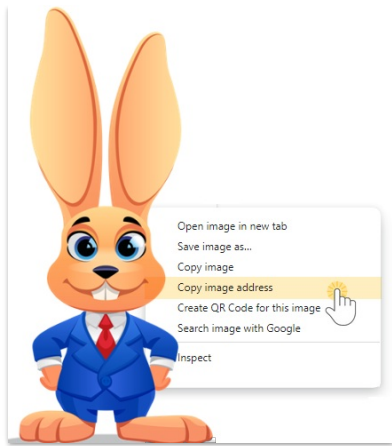 Open image in new tab
Save image as...
Copy image
Copy image address
Create QR Code for this image
Search image with Google
Inspect